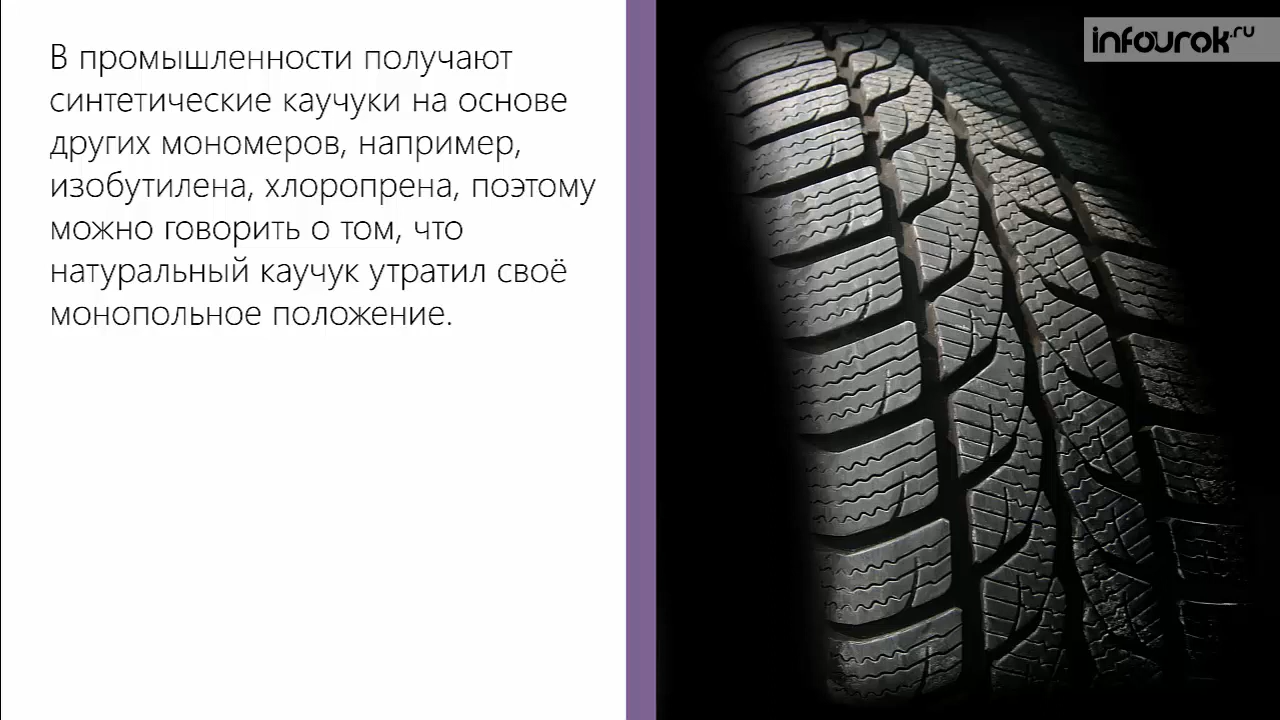 В промышленности получают
синтетические каучуки на основе
других мономеров, например,
изобутилена, хлоропрена, поэтому
можно говорить о том, что
натуральный каучук утратил своё
монопольное положение.
infourok.ru